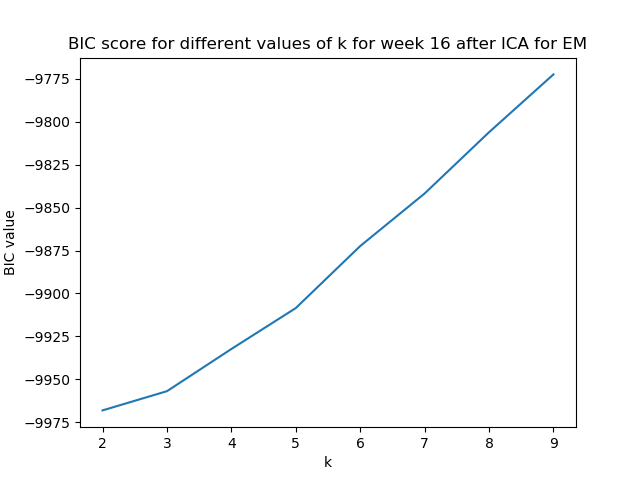 BIC score for different values of k for week 16 after ICA for EM
−9775
−9800
−9825
−9850
−9875
−9900
−9925
−9950
−9975
BIC value
2 3 4 5 6 7 8 9
k